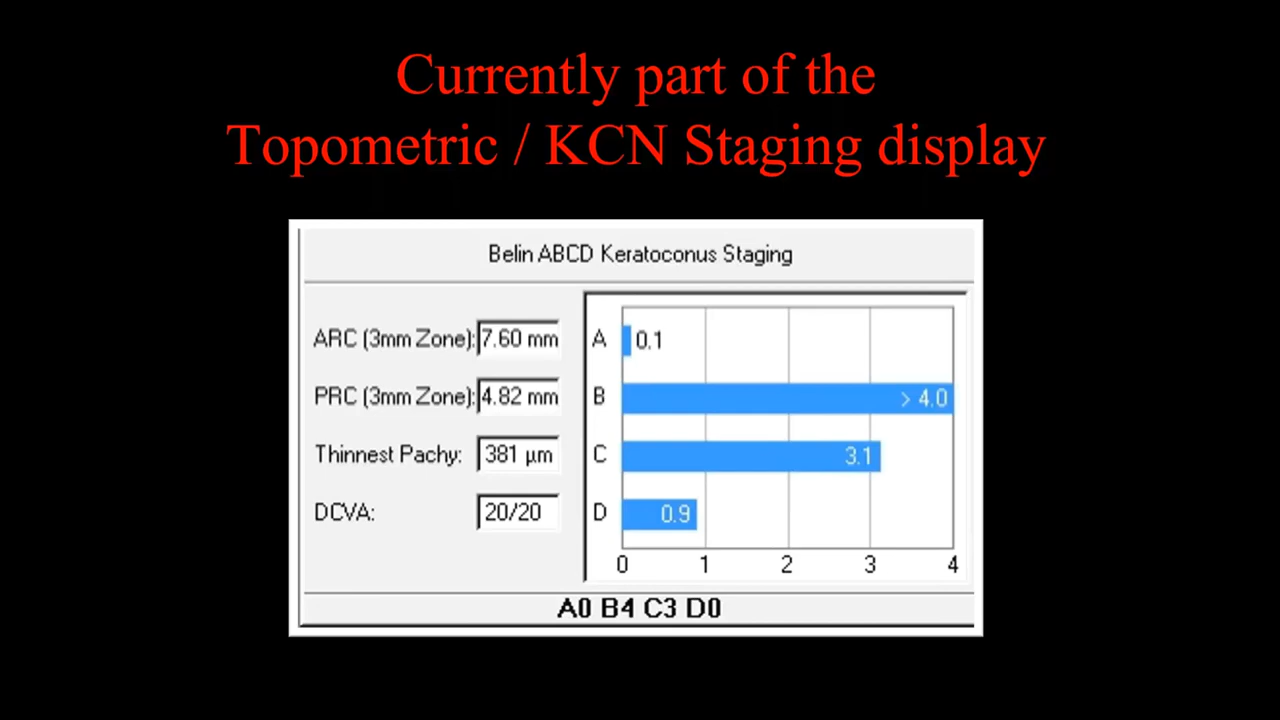 Currently part of the
Topometric / KCN Staging display
Belin ABCD Keratoconus Staging
ARC (3mm Zone): 7.60 mm
PRC (3mm Zone): 4.82 mm
Thinnest Pachy: 381 µm
DCVA: 20/20
A 0.1
B > 4.0
C 3.1
D 0.9
0 1 2 3 4
A0 B4 C3 D0